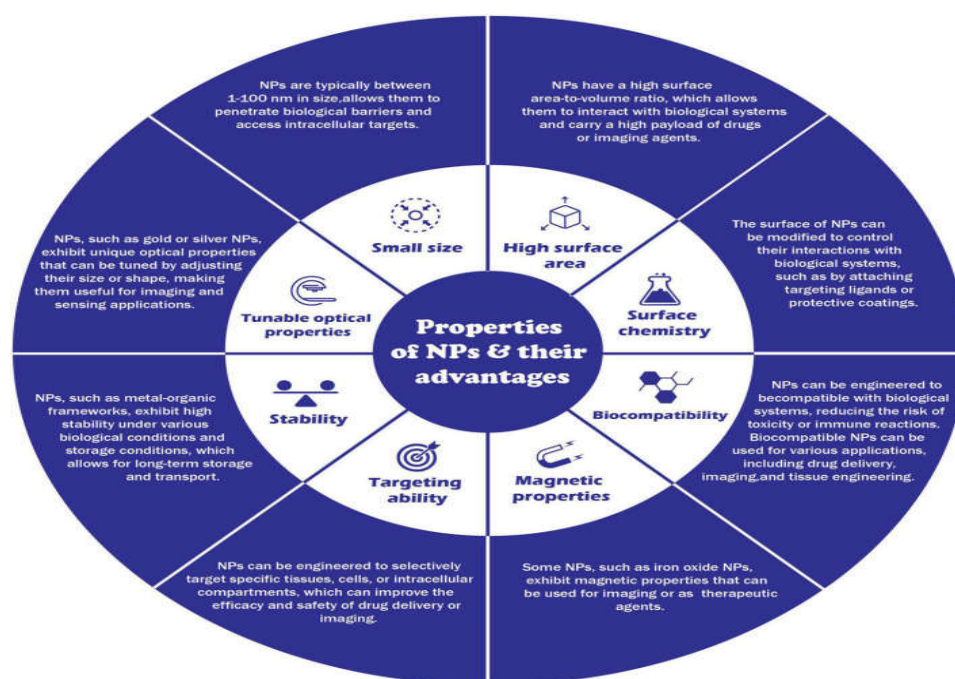 Properties
of NPs & their
advantages
Small size
NPs are typically between
1-100 nm in size,allows them to
penetrate biological barriers and
access intracellular targets.
High surface
area
NPs have a high surface
area-to-volume ratio, which allows
them to interact with biological systems
and carry a high payload of drugs
or imaging agents.
Surface
chemistry
The surface of NPs can
be modified to control
their interactions with
biological systems,
such as by attaching
targeting ligands or
protective coatings.
Biocompatibility
NPs can be engineered to
becompatible with biological
systems, reducing the risk of
toxicity or immune reactions.
Biocompatible NPs can be
used for various applications,
including drug delivery,
imaging,and tissue engineering.
Magnetic
properties
Some NPs, such as iron oxide NPs,
exhibit magnetic properties that can
be used for imaging or as therapeutic
agents.
Targeting
ability
NPs can be engineered to selectively
target specific tissues, cells, or intracellular
compartments, which can improve the
efficacy and safety of drug delivery or
imaging.
Stability
NPs, such as metal-organic
frameworks, exhibit high
stability under various
biological conditions and
storage conditions, which
allows for long-term storage
and transport.
Tunable optical
properties
NPs, such as gold or silver NPs,
exhibit unique optical properties
that can be tuned by adjusting
their size or shape, making
them useful for imaging and
sensing applications.